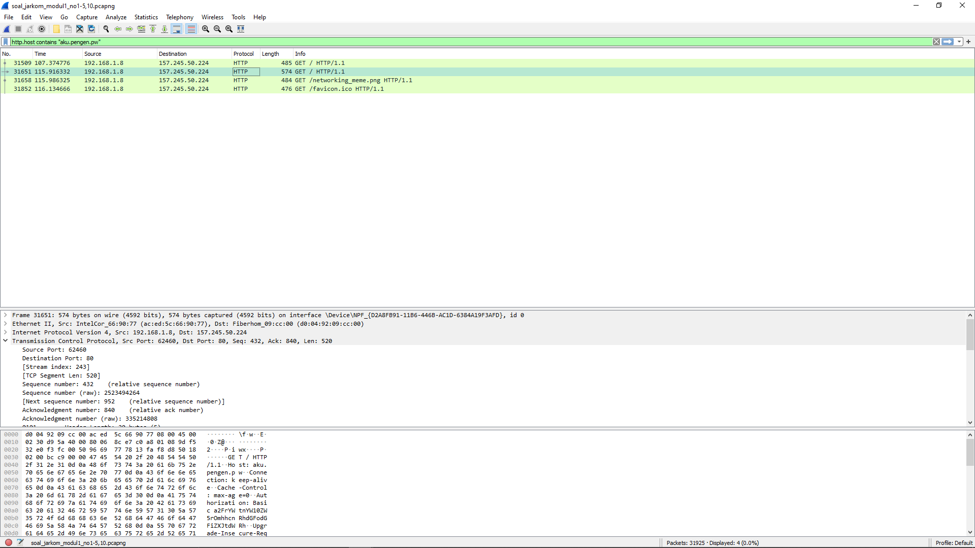 soal_jarkom_modul1_no1-5,10.pcapng
File Edit View Go Capture Analyze Statistics Telephony Wireless Tools Help
http.host contains "aku.pengen.pw"
No. Time Source Destination Protocol Length Info
31509 107.374776 192.168.1.8 157.245.50.224 HTTP 485 GET / HTTP/1.1
31651 115.916332 192.168.1.8 157.245.50.224 HTTP 574 GET / HTTP/1.1
31658 115.986325 192.168.1.8 157.245.50.224 HTTP 484 GET /networking_meme.png HTTP/1.1
31852 116.134666 192.168.1.8 157.245.50.224 HTTP 476 GET /favicon.ico HTTP/1.1
Frame 31651: 574 bytes on wire (4592 bits), 574 bytes captured (4592 bits) on interface \Device\NPF_{D2A8FB91-11B6-446B-AC1D-6384A19F3AFD}, id 0
Ethernet II, Src: IntelCor_66:90:77 (ac:ed:5c:66:90:77), Dst: Fiberhom_09:cc:00 (d0:04:92:09:cc:00)
Internet Protocol Version 4, Src: 192.168.1.8, Dst: 157.245.50.224
Transmission Control Protocol, Src Port: 62460, Dst Port: 80, Seq: 432, Ack: 840, Len: 520
Source Port: 62460
Destination Port: 80
[Stream index: 243]
[TCP Segment Len: 520]
Sequence number: 432 (relative sequence number)
Sequence number (raw): 2523494264
[Next sequence number: 952 (relative sequence number)]
Acknowledgment number: 840 (relative ack number)
Acknowledgment number (raw): 335214808
0000 d0 04 92 09 cc 00 ac ed 5c 66 90 77 08 00 45 00 ········ \f·w··E·
0010 02 30 d9 5a 40 00 80 06 8c e7 c0 a8 01 08 9d f5 ·0·Z@··· ········
0020 32 e0 f3 fc 00 50 96 69 77 78 13 fa f8 d8 50 18 2····P·i wx····P·
0030 02 00 bc c9 00 00 47 45 54 20 2f 20 48 54 54 50 ······GE T / HTTP
0040 2f 31 2e 31 0d 0a 48 6f 73 74 3a 20 61 6b 75 2e /1.1··Ho st: aku.
0050 70 65 6e 67 65 6e 2e 70 77 0d 0a 43 6f 6e 6e 65 pengen.p w··Conne
0060 63 74 69 6f 6e 3a 20 6b 65 65 70 2d 61 6c 69 76 ction: k eep-aliv
0070 65 0d 0a 43 61 63 68 65 2d 43 6f 6e 74 72 6f 6c e··Cache -Control
0080 3a 20 6d 61 78 2d 61 67 65 3d 30 0d 0a 41 75 74 : max-ag e=0··Aut
0090 68 6f 72 69 7a 61 74 69 6f 6e 3a 20 42 61 73 69 horizati on: Basi
00a0 63 20 61 32 46 72 59 57 74 6e 59 57 31 30 5a 57 c a2FrYW tnYW10ZW
00b0 35 72 4f 6d 68 68 63 6e 52 68 64 47 46 6f 64 47 5rOmhhcn RhdGFodG
00c0 46 69 5a 58 4a 74 64 57 52 68 0d 0a 55 70 67 72 FiZXJtdW Rh··Upgr
00d0 61 64 65 2d 49 6e 73 65 63 75 72 65 2d 52 65 71 ade-Inse cure-Req
soal_jarkom_modul1_no1-5,10.pcapng
Packets: 31925 · Displayed: 4 (0.0%)
Profile: Default